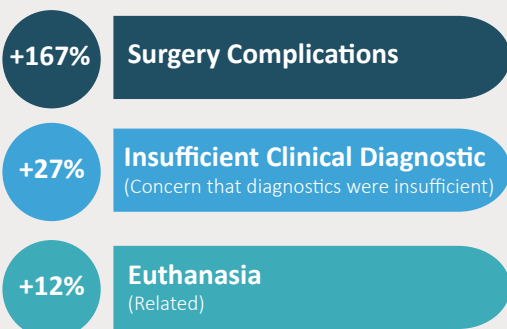 +167%
Surgery Complications
+27%
Insufficient Clinical Diagnostic
(Concern that diagnostics were insufficient)
+12%
Euthanasia
(Related)